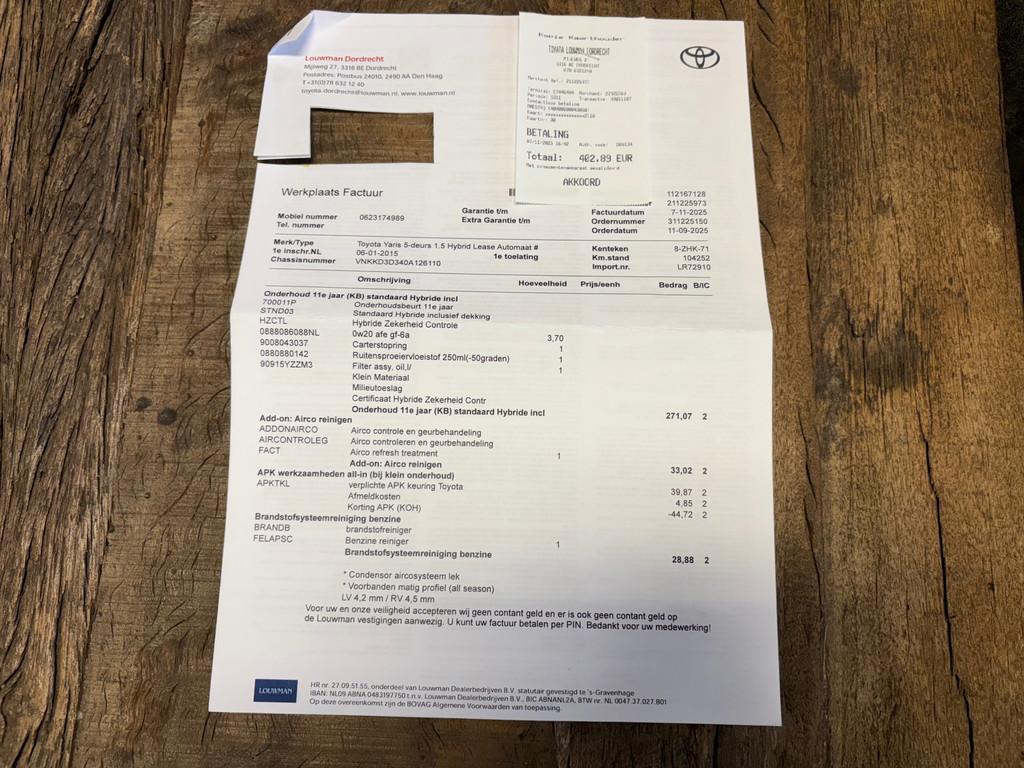 Louwman Dordrecht
Mijlweg 27, 3316 BE Dordrecht
Postadres: Postbus 24010, 2490 AA Den Haag
T +31(0)78 632 12 40
toyota.dordrecht@louwman.nl, www.louwman.nl
Kopie Kaarthouder
TOYOTA LOUWMAN DORDRECHT
3316 BE DORDRECHT
Contactloze betaling
BETALING
07/11/2025 16:42 Auth. code:
Totaal: 402.89 EUR
AKKOORD
Werkplaats Factuur
112167128
211225973
Mobiel nummer 0623174989 Garantie t/m Factuurdatum 7-11-2025
Tel. nummer Extra Garantie t/m Ordernummer 311225150
Orderdatum 11-09-2025
Merk/Type Toyota Yaris 5-deurs 1.5 Hybrid Lease Automaat # Kenteken 8-ZHK-71
1e inschr.NL 06-01-2015 1e toelating Km.stand 104252
Chassisnummer VNKKD3D340A126110 Import.nr. LR72910
Omschrijving Hoeveelheid Prijs/eenh Bedrag B/IC
Onderhoud 11e jaar (KB) standaard Hybride incl
700011P Onderhoudsbeurt 11e jaar
STND03 Standaard Hybride inclusief dekking
HZCTL Hybride Zekerheid Controle
0888086088NL 0w20 afe gf-6a 3,70
9008043037 Carterstopring 1
0880880142 Ruitensproeiervloeistof 250ml(-50graden) 1
90915YZZM3 Filter assy, oil,l/ 1
Klein Materiaal
Milieutoeslag
Certificaat Hybride Zekerheid Contr
Onderhoud 11e jaar (KB) standaard Hybride incl 271,07 2
Add-on: Airco reinigen
ADDONAIRCO Airco controle en geurbehandeling
AIRCONTROLEG Airco controleren en geurbehandeling
FACT Airco refresh treatment 1
Add-on: Airco reinigen 33,02 2
APK werkzaamheden all-in (bij klein onderhoud)
APKTKL verplichte APK keuring Toyota 39,87 2
Afmeldkosten 4,85 2
Korting APK (KOH) -44,72 2
Brandstofsysteemreiniging benzine
BRANDB brandstofreiniger
FELAPSC Benzine reiniger 1
Brandstofsysteemreiniging benzine 28,88 2
* Condensor aircosysteem lek
* Voorbanden matig profiel (all season)
LV 4,2 mm / RV 4,5 mm
Voor uw en onze veiligheid accepteren wij geen contant geld en er is ook geen contant geld op
de Louwman vestigingen aanwezig. U kunt uw factuur betalen per PIN. Bedankt voor uw medewerking!
LOUWMAN
HR nr. 27.09.51.55, onderdeel van Louwman Dealerbedrijven B.V. statutair gevestigd te 's-Gravenhage
IBAN: NL09 ABNA 0483197750 t.n.v. Louwman Dealerbedrijven B.V., BIC ABNANL2A, BTW nr. NL 0047.37.027.B01
Op deze overeenkomst zijn de BOVAG Algemene Voorwaarden van toepassing.